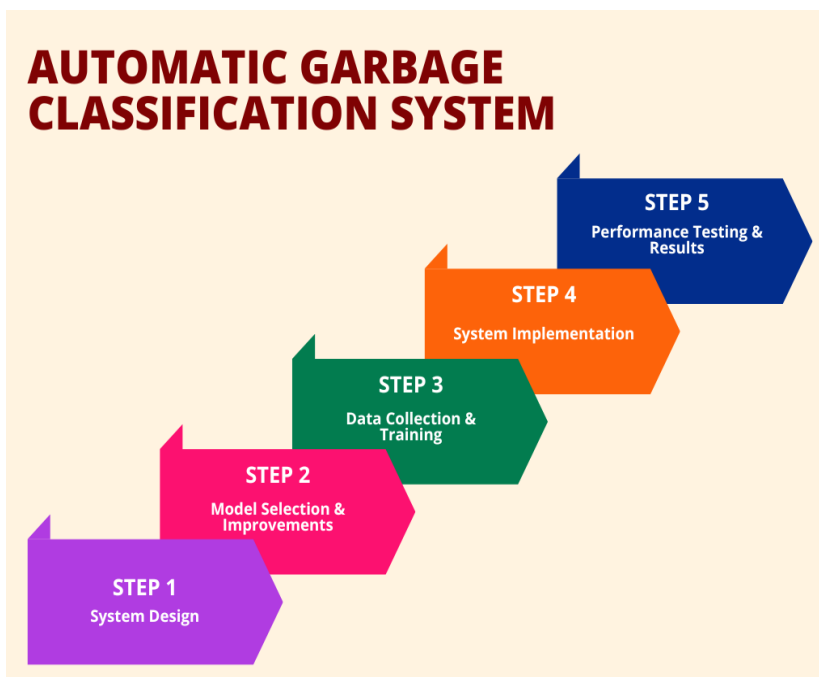 AUTOMATIC GARBAGE
CLASSIFICATION SYSTEM
STEP 1
System Design
STEP 2
Model Selection &
Improvements
STEP 3
Data Collection &
Training
STEP 4
System Implementation
STEP 5
Performance Testing &
Results